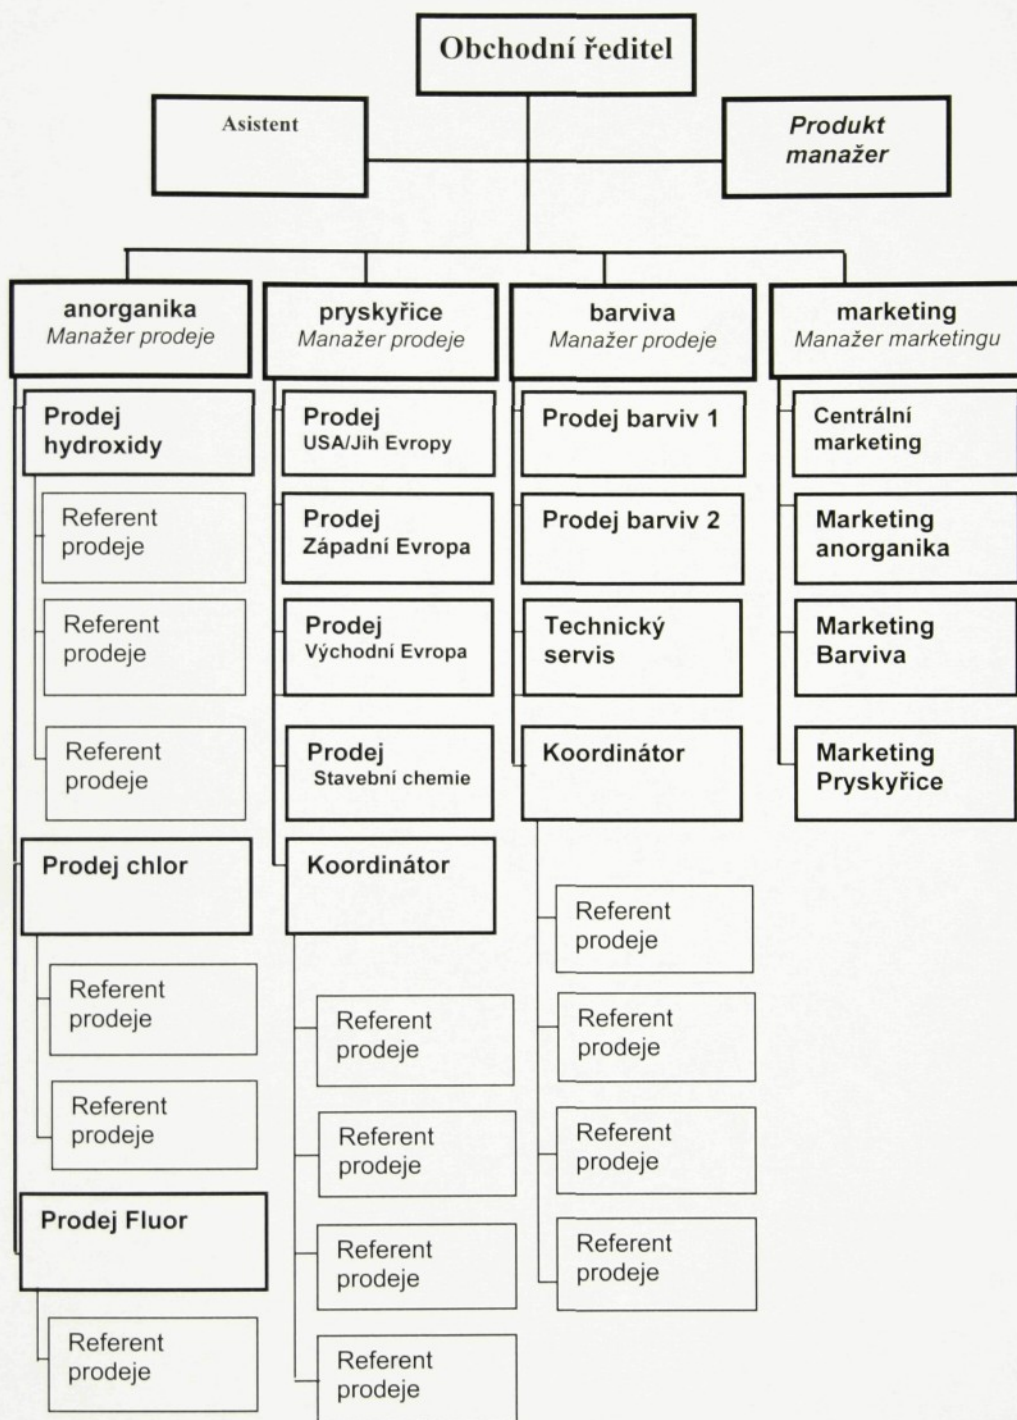 Obchodní ředitel
Asistent
Produkt
manažer
anorganika
Manažer prodeje
pryskyřice
Manažer prodeje
barviva
Manažer prodeje
marketing
Manažer marketingu
Prodej
hydroxidy
Referent
prodeje
Referent
prodeje
Referent
prodeje
Prodej chlor
Referent
prodeje
Referent
prodeje
Prodej Fluor
Referent
prodeje
Prodej
USA/Jih Evropy
Prodej
Západní Evropa
Prodej
Východní Evropa
Prodej
Stavební chemie
Koordinátor
Referent
prodeje
Referent
prodeje
Referent
prodeje
Referent
prodeje
Prodej barviv 1
Prodej barviv 2
Technický
servis
Koordinátor
Referent
prodeje
Referent
prodeje
Referent
prodeje
Referent
prodeje
Centrální
marketing
Marketing
anorganika
Marketing
Barviva
Marketing
Pryskyřice